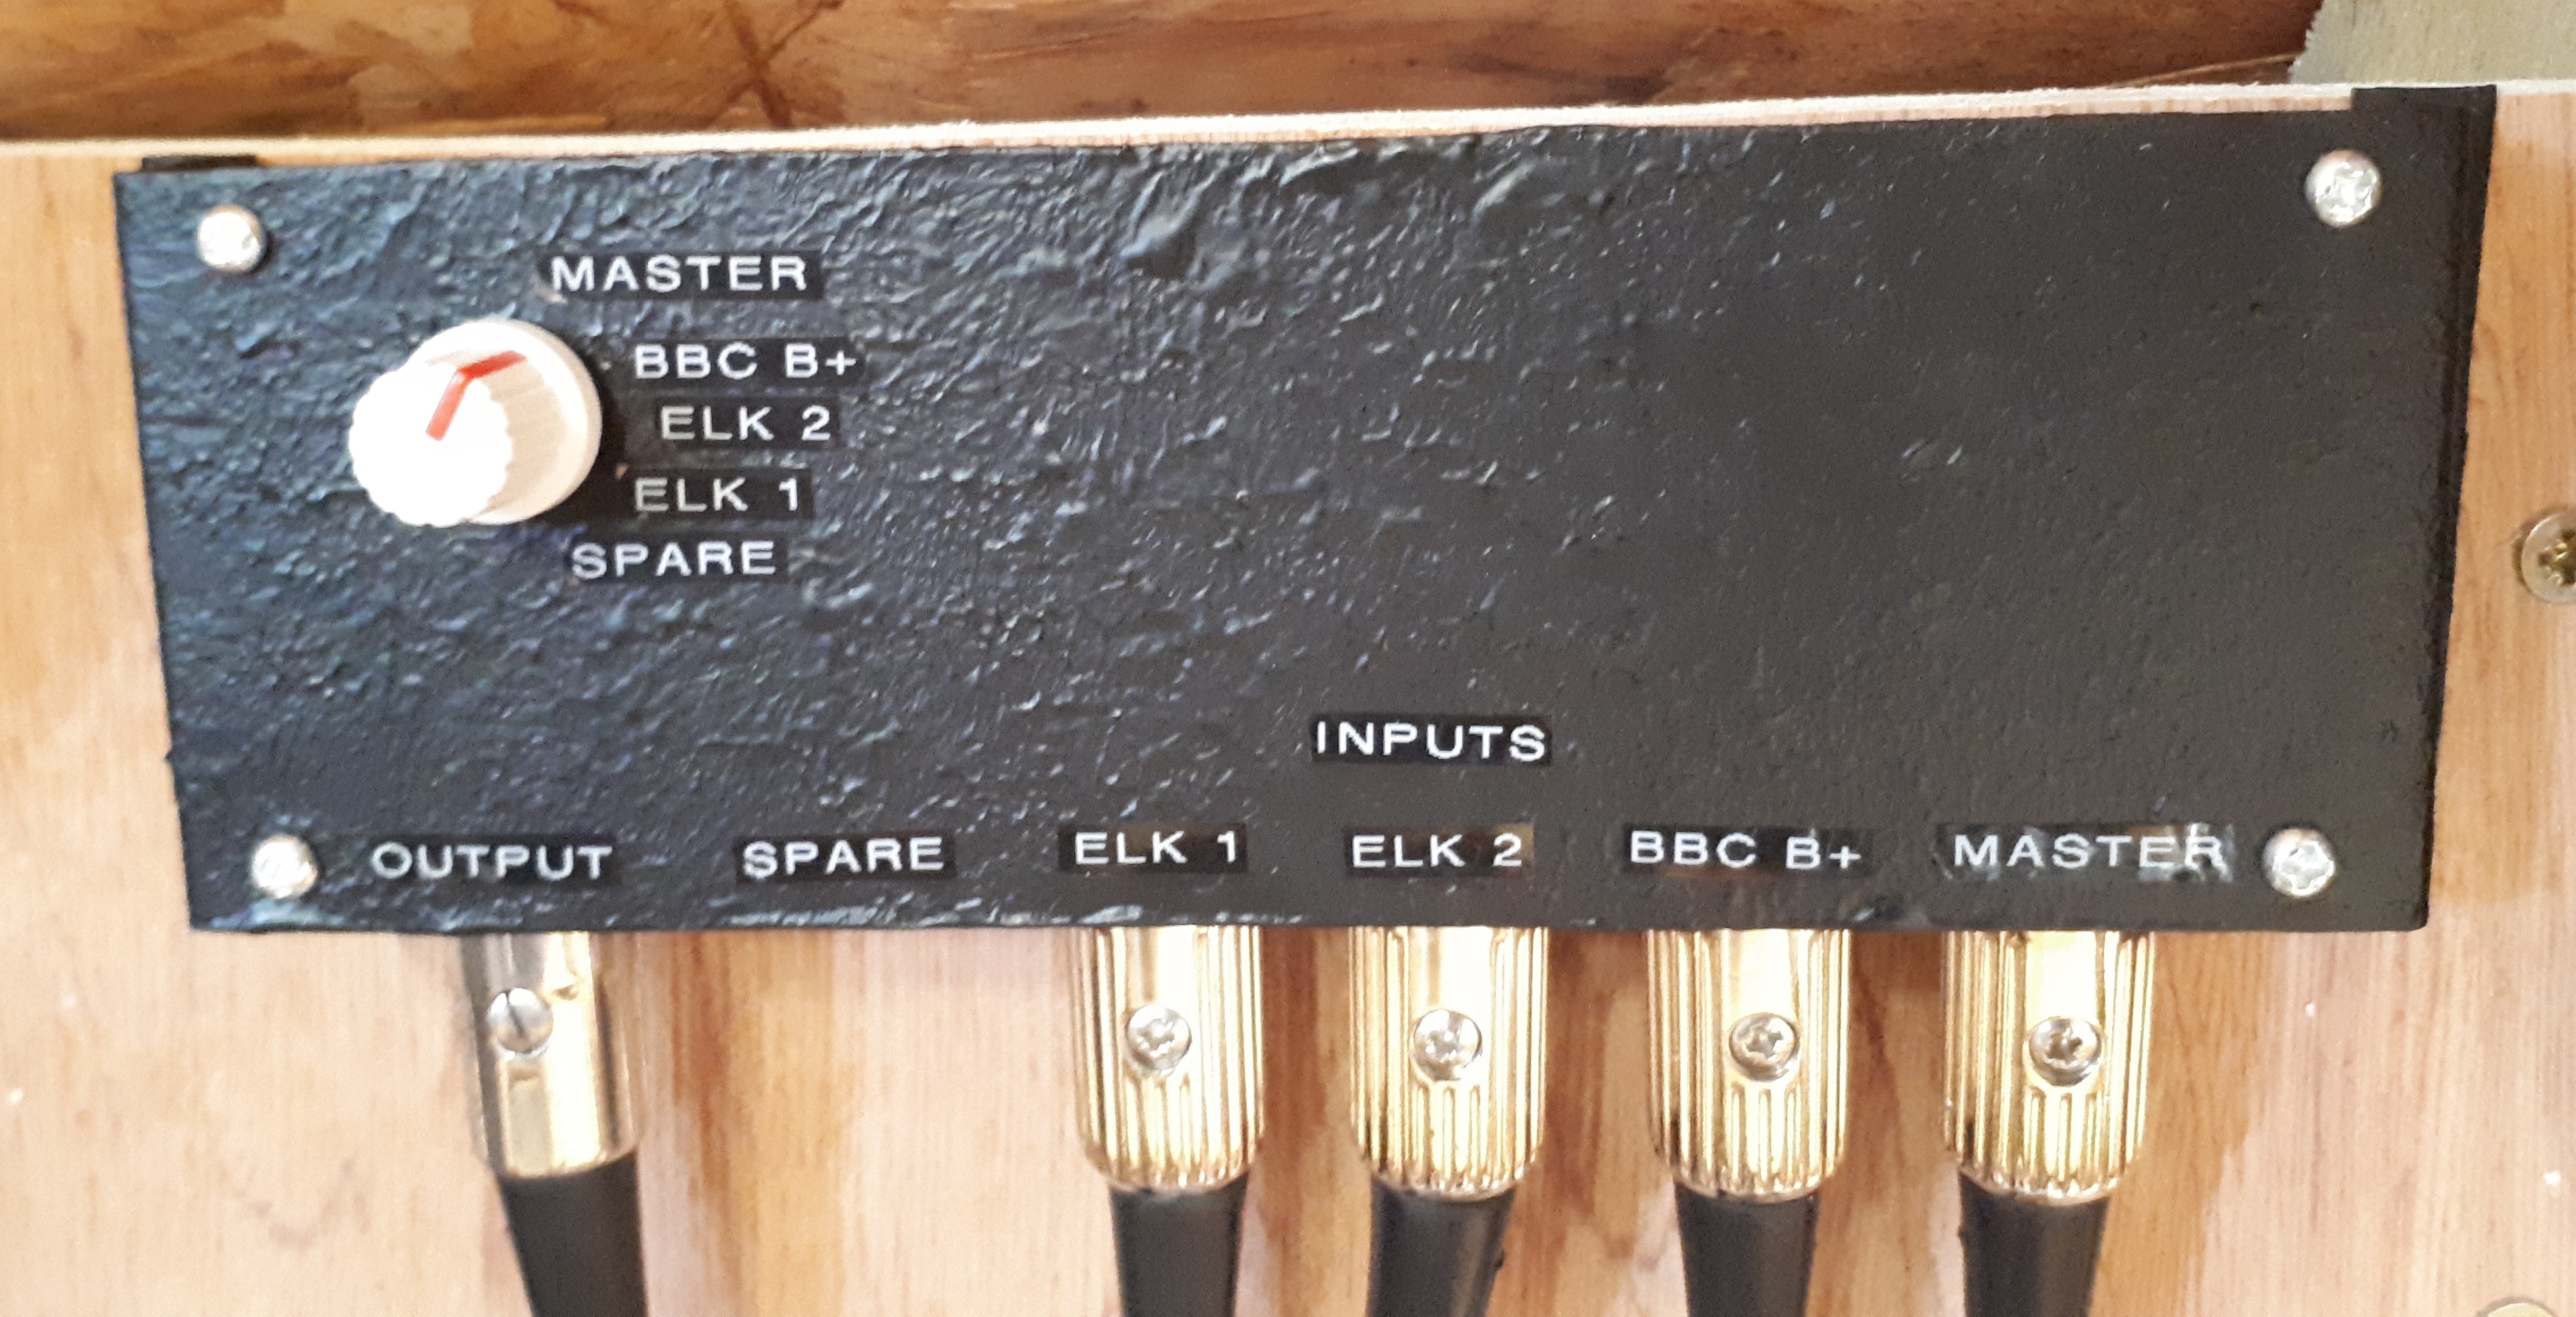 MASTER
BBC B+
ELK 2
ELK 1
SPARE
INPUTS
OUTPUT SPARE ELK 1 ELK 2 BBC B+ MASTER